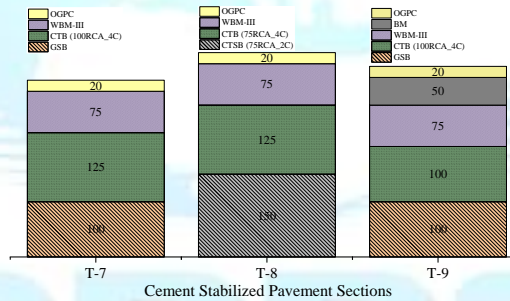 OGPC
WBM-III
CTB (100RCA_4C)
GSB
OGPC
WBM-III
CTB (75RCA_4C)
CTSB (75RCA_2C)
OGPC
BM
WBM-III
CTB (100RCA_4C)
GSB
20
75
125
100
20
75
125
150
20
50
75
100
100
T-7 T-8 T-9
Cement Stabilized Pavement Sections